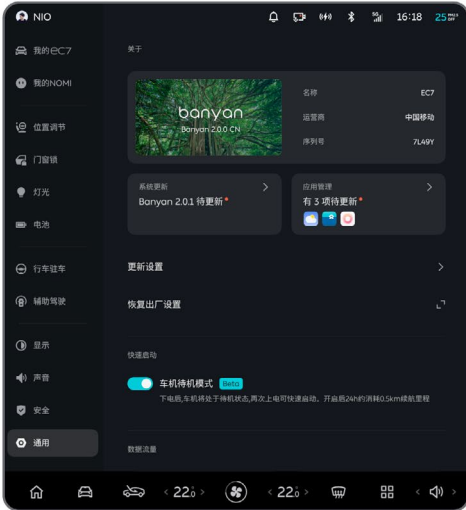 NIO
5G
16:18
25
我的EC7
我的NOMI
位置调节
门窗锁
灯光
电池
行车驻车
辅助驾驶
显示
声音
安全
通用
关于
banyan
Banyan 2.0.0 CN
名称 EC7
运营商 中国移动
序列号 7L49Y
系统更新
Banyan 2.0.1 待更新
应用管理
有 3 项待更新
更新设置
恢复出厂设置
快速启动
车机待机模式 Beta
下电后,车机将处于待机状态,再次上电可快速启动。开启后24h约消耗0.5km续航里程
数据流量
22.0
22.0